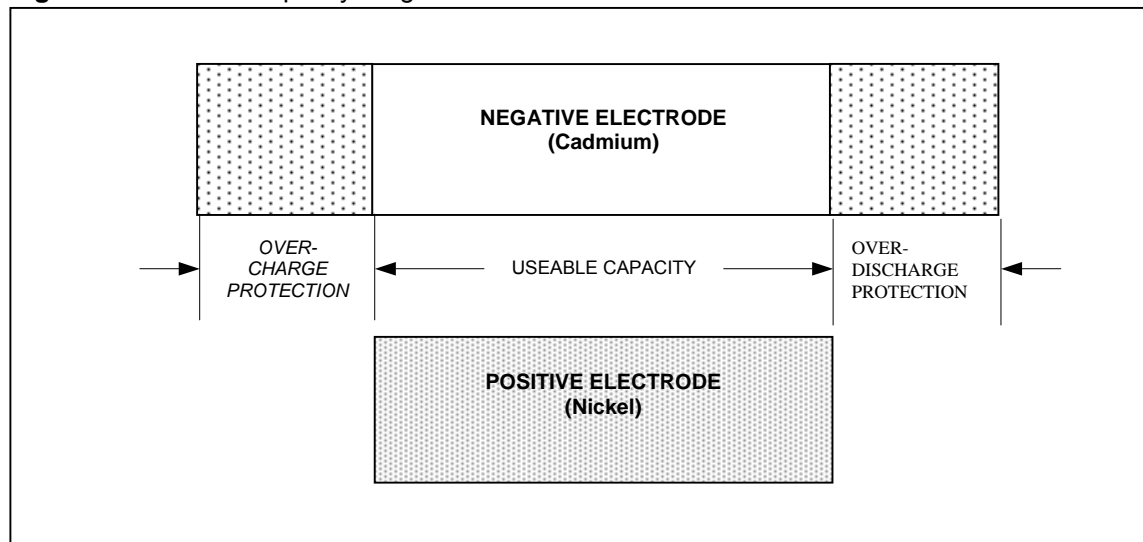 NEGATIVE ELECTRODE
(Cadmium)
OVER-
CHARGE
PROTECTION
USEABLE CAPACITY
OVER-
DISCHARGE
PROTECTION
POSITIVE ELECTRODE
(Nickel)